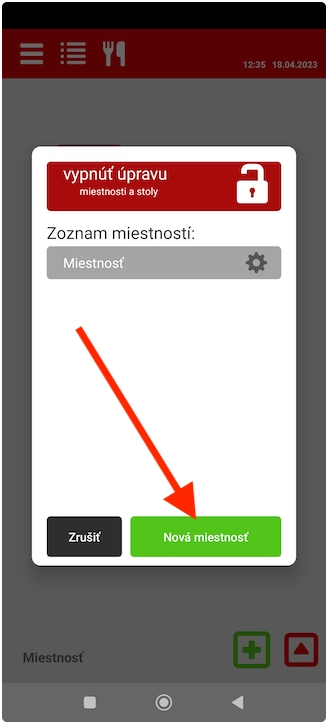 12:35 18.04.2023
vypnúť úpravu
miestnosti a stoly
Zoznam miestností:
Miestnosť
Zrušiť
Nová miestnosť
Miestnosť